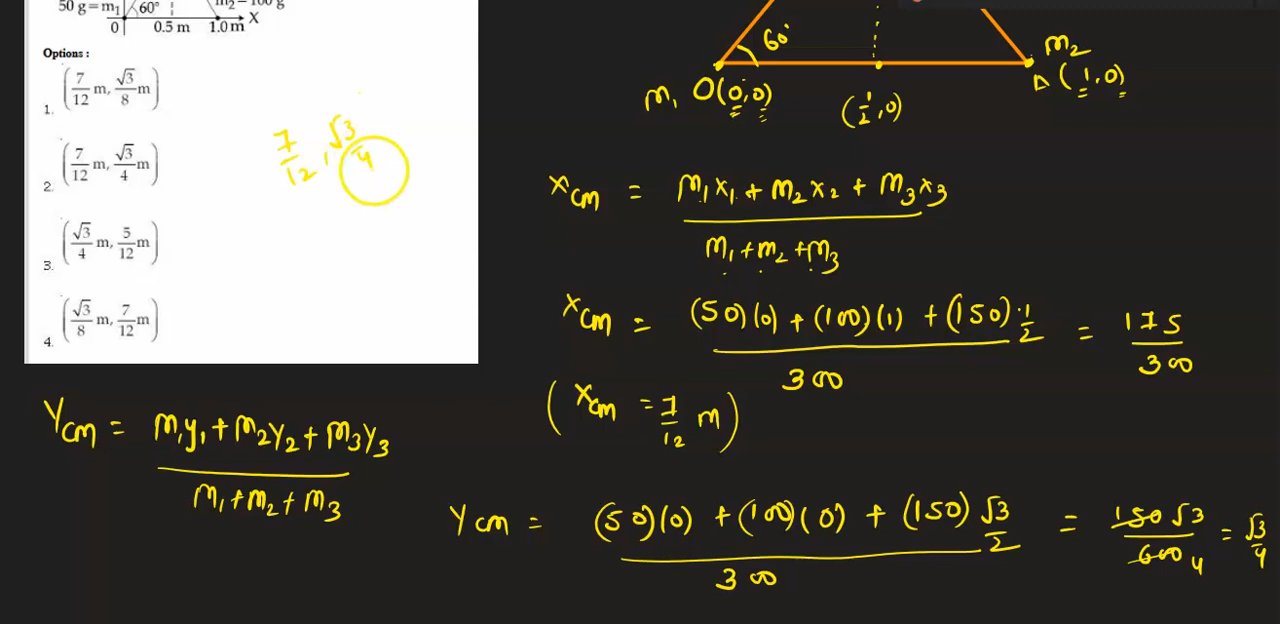 50 g=m₁ 60° m₂
0 0.5 m 1.0 m X
Options :
1. (7/12 m, √3/8 m)
2. (7/12 m, √3/4 m)
3. (√3/4 m, 5/12 m)
4. (√3/8 m, 7/12 m)
7/12, √3/4
60°
m₁ O(0,0)
(1/2, 0)
m₂
(1,0)
Xcm = m₁x₁ + m₂x₂ + m₃x₃ / m₁+m₂+m₃
Xcm = (50)(0) + (100)(1) + (150) 1/2 / 300 = 175/300
(Xcm = 7/12 m)
Ycm = m₁y₁ + m₂y₂ + m₃y₃ / m₁+m₂+m₃
Ycm = (50)(0) + (100)(0) + (150) √3/2 / 300 = 150√3/600 4 = √3/4